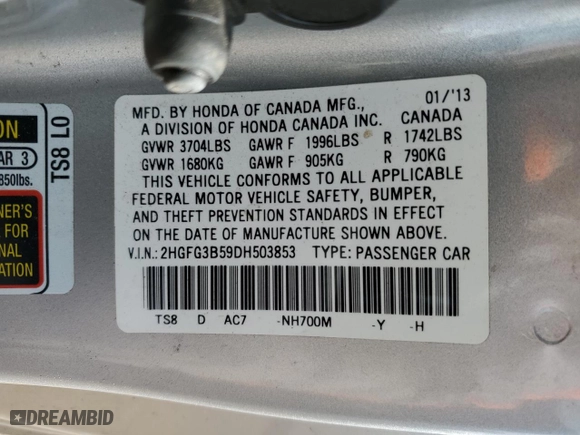 ON
AR 3
850lbs.
NER'S
FOR
NAL
ATION
TS8 L0
MFD. BY HONDA OF CANADA MFG., 01/'13
A DIVISION OF HONDA CANADA INC. CANADA
GVWR 3704LBS GAWR F 1996LBS R 1742LBS
GVWR 1680KG GAWR F 905KG R 790KG
THIS VEHICLE CONFORMS TO ALL APPLICABLE
FEDERAL MOTOR VEHICLE SAFETY, BUMPER,
AND THEFT PREVENTION STANDARDS IN EFFECT
ON THE DATE OF MANUFACTURE SHOWN ABOVE.
V.I.N.: 2HGFG3B59DH503853 TYPE: PASSENGER CAR
TS8 D AC7 -NH700M -Y -H
DREAMBID